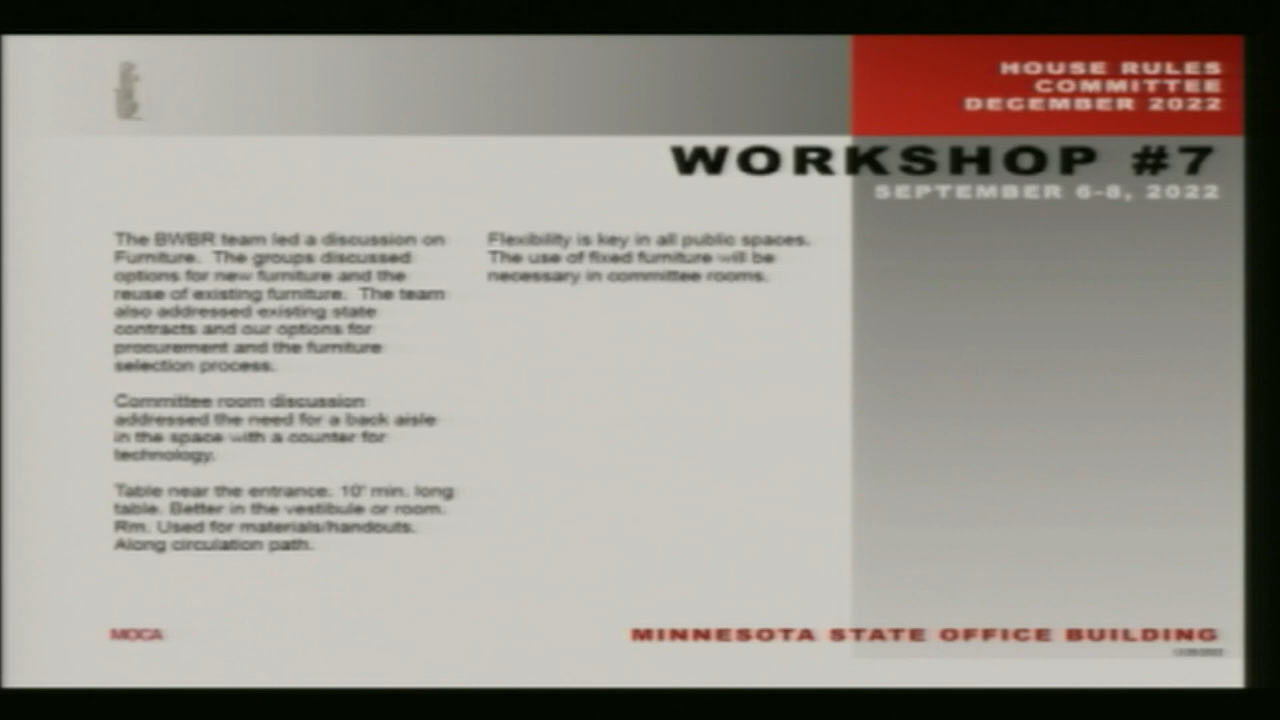 HOUSE RULES
COMMITTEE
DECEMBER 2022
WORKSHOP #7
SEPTEMBER 6-8, 2022
The BWBR team led a discussion on
Furniture. The groups discussed
options for new furniture and the
reuse of existing furniture. The team
also addressed existing state
contracts and our options for
procurement and the furniture
selection process.
Committee room discussion
addressed the need for a back aisle
in the space with a counter for
technology.
Table near the entrance. 10' min. long
table. Better in the vestibule or room.
Rm. Used for materials/handouts.
Along circulation path.
Flexibility is key in all public spaces.
The use of fixed furniture will be
necessary in committee rooms.
MOCA
MINNESOTA STATE OFFICE BUILDING